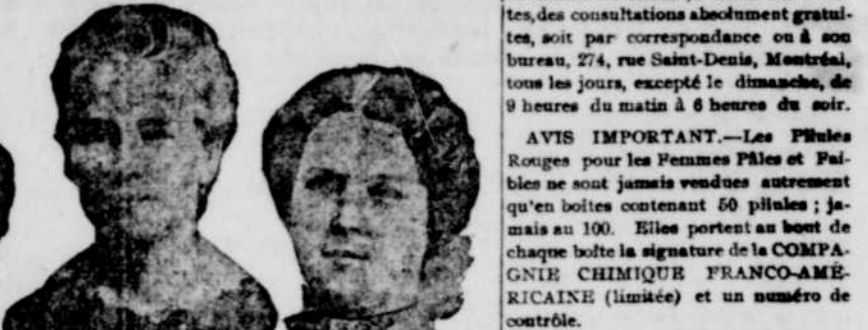 tes, des consultations absolument gratui-
tes, soit par correspondance ou à son
bureau, 274, rue Saint-Denis, Montréal,
tous les jours, excepté le dimanche, de
9 heures du matin à 6 heures du soir.
AVIS IMPORTANT.—Les Pilules
Rouges pour les Femmes Pâles et Fai-
bles ne sont jamais vendues autrement
qu'en boites contenant 50 pilules ; ja-
mais au 100. Elles portent au bout de
chaque boîte la signature de la COMPA-
GNIE CHIMIQUE FRANCO-AMÉ-
RICAINE (limitée) et un numéro de
contrôle.